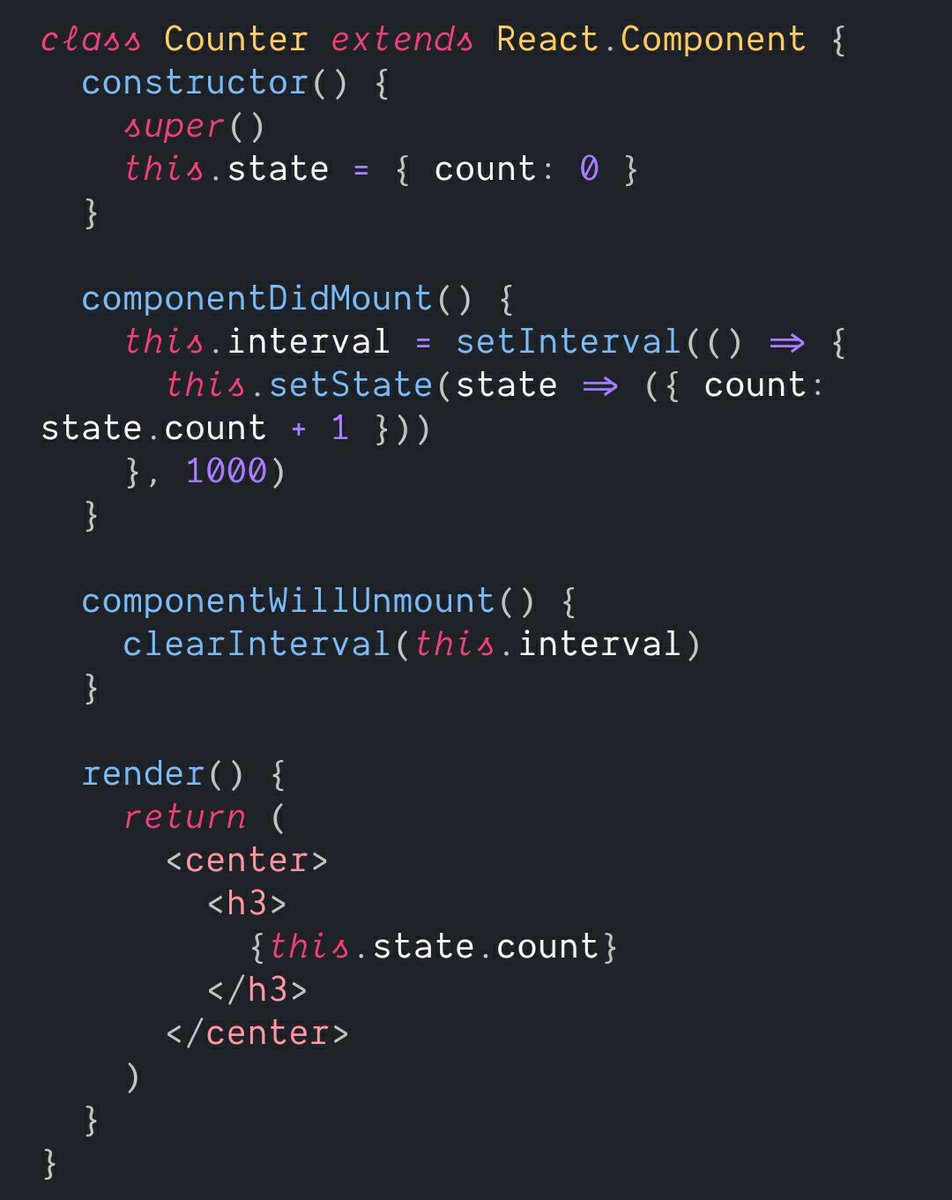 class Counter extends React.Component {
  constructor() {
    super()
    this.state = { count: 0 }
  }

  componentDidMount() {
    this.interval = setInterval(() => {
      this.setState(state => ({ count:
state.count + 1 }))
    }, 1000)
  }

  componentWillUnmount() {
    clearInterval(this.interval)
  }

  render() {
    return (
      <center>
        <h3>
          {this.state.count}
        </h3>
      </center>
    )
  }
}